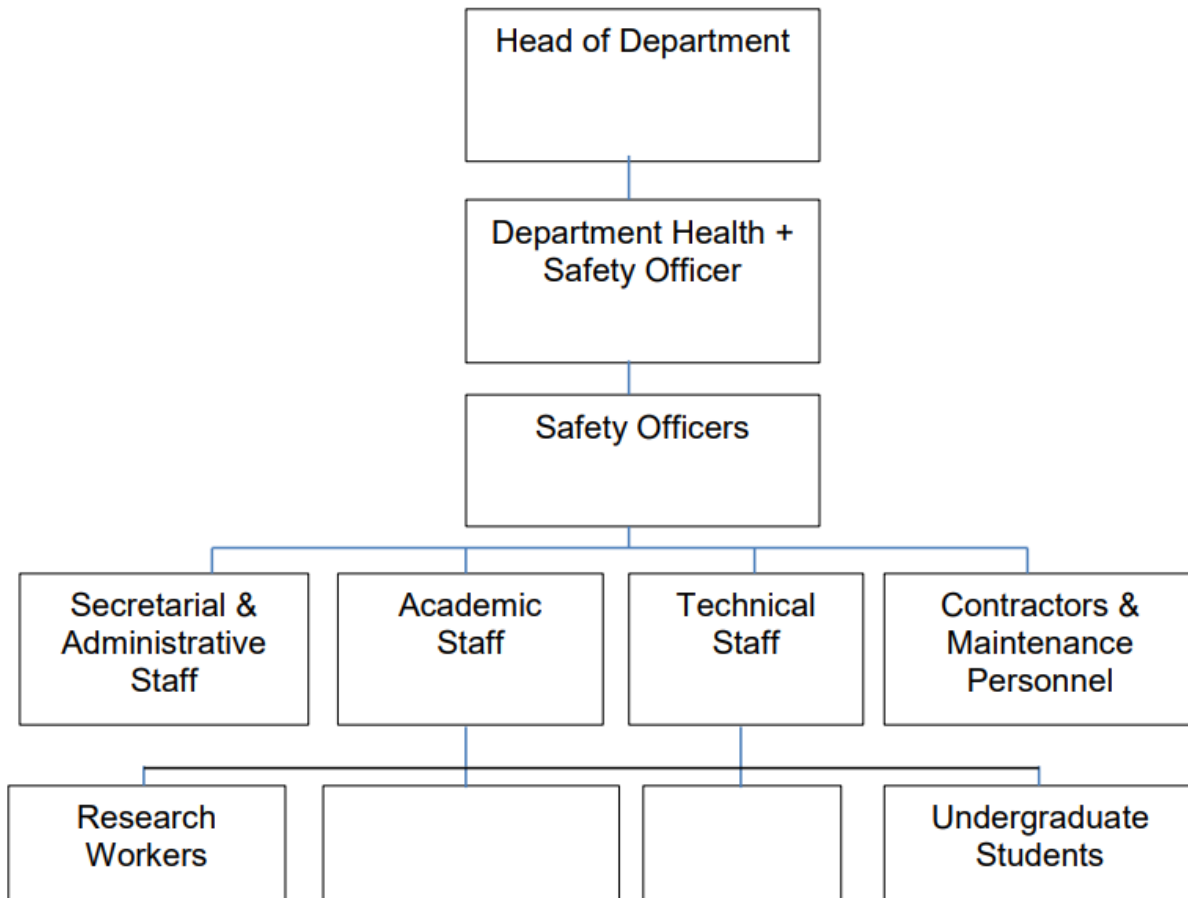 Head of Department
Department Health +
Safety Officer
Safety Officers
Secretarial &
Administrative
Staff
Academic
Staff
Technical
Staff
Contractors &
Maintenance
Personnel
Research
Workers
Undergraduate
Students